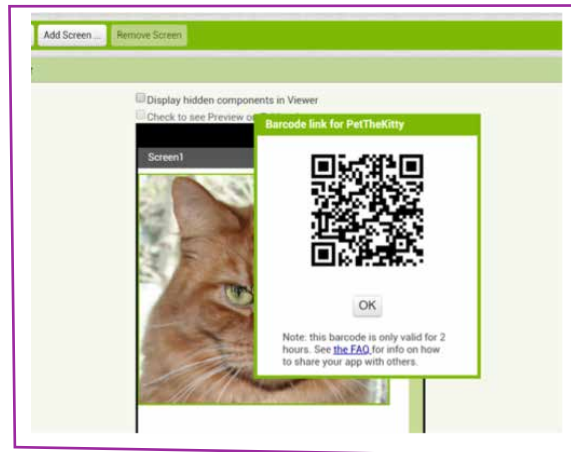 Add Screen ...
Remove Screen
Display hidden components in Viewer
Check to see Preview on
Barcode link for PetTheKitty
Screen1
OK
Note: this barcode is only valid for 2
hours. See the FAQ for info on how
to share your app with others.